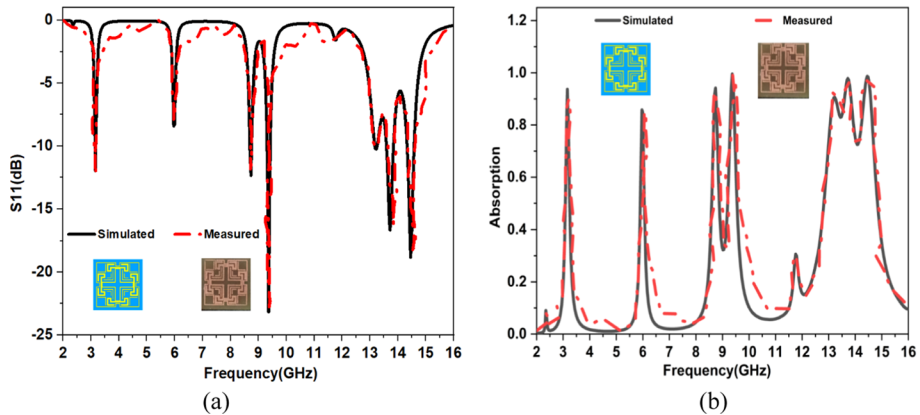 0
-5
-10
-15
-20
-25
S11(dB)
Simulated
Measured
2 3 4 5 6 7 8 9 10 11 12 13 14 15 16
Frequency(GHz)
(a)
1.2
1.0
0.8
0.6
0.4
0.2
0.0
Absorption
Simulated
Measured
2 3 4 5 6 7 8 9 10 11 12 13 14 15 16
Frequency(GHz)
(b)